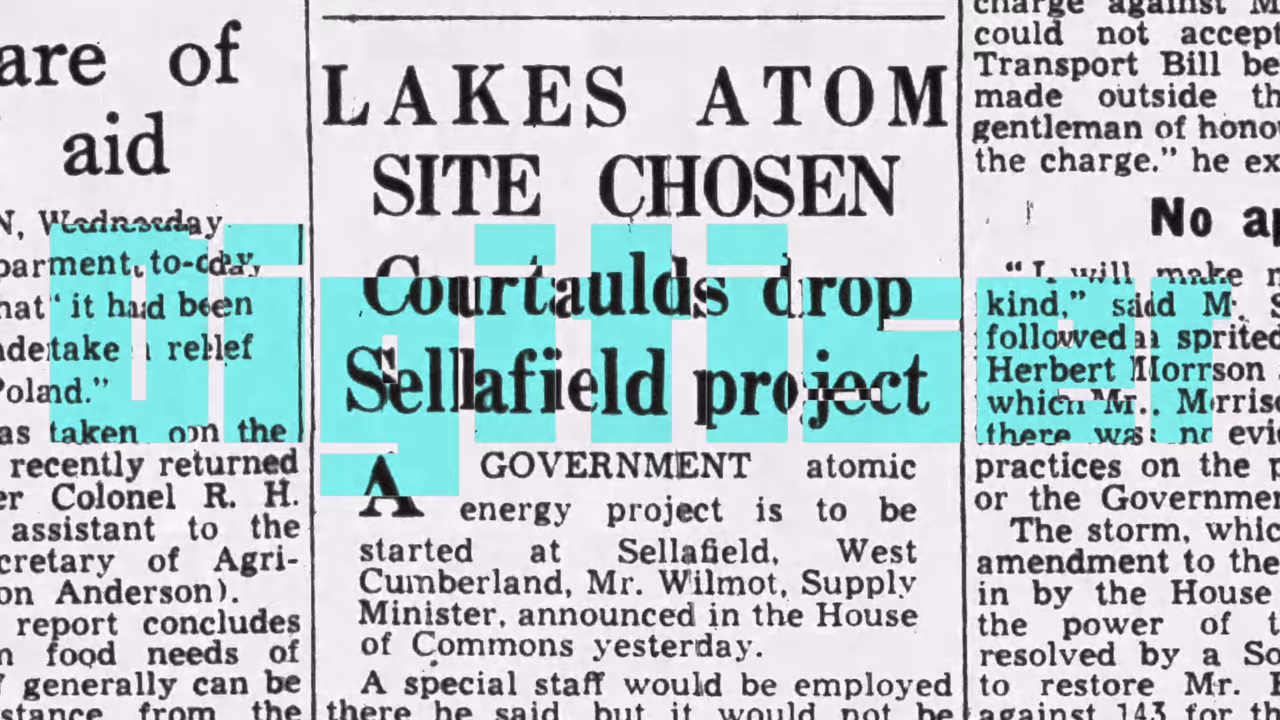 are of
aid
N, Wednesday
to-day,
hat it had been
relief
as taken on the
recently returned
er Colonel R. H.
assistant to the
cretary of Agri-
on Anderson).
report concludes
food needs of
generally can be
stance from the
LAKES ATOM
SITE CHOSEN
Courtaulds drop
Sellafield project
A GOVERNMENT atomic
energy project is to be
started at Sellafield, West
Cumberland, Mr. Wilmot, Supply
Minister, announced in the House
of Commons yesterday.
A special staff would be employed
there he said but it would not be
charge against M
could not accept
Transport Bill be
made outside th
gentleman of hono
the charge." he ex
No ap
"I will make n
kind," said Mr. S
followed a spirited
Herbert Morrison
which Mr. Morris
there was no evi
practices on the p
or the Governmen
The storm, whic
amendment to the
in by the House
the power of t
resolved by a So
to restore Mr.
against 143 for th